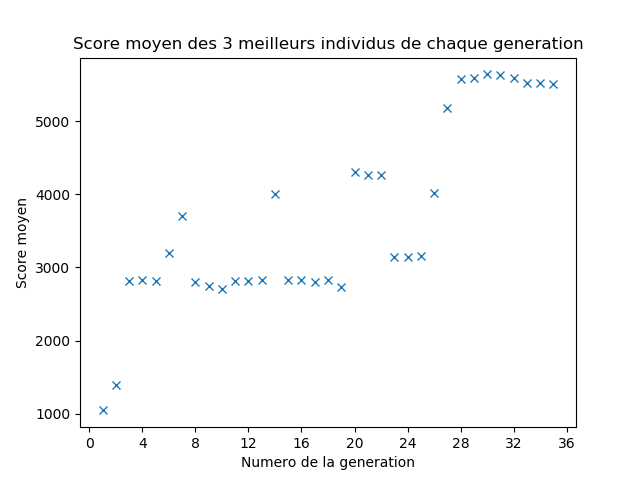 Score moyen des 3 meilleurs individus de chaque generation
Score moyen
5000
4000
3000
2000
1000
0 4 8 12 16 20 24 28 32 36
Numero de la generation